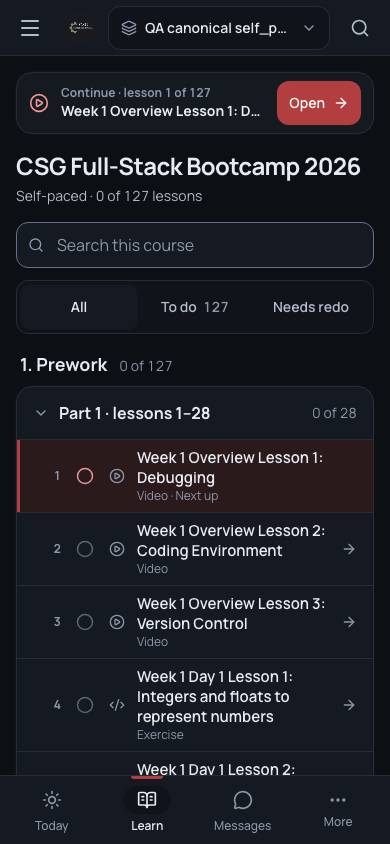 QA canonical self_p...
Continue · lesson 1 of 127
Week 1 Overview Lesson 1: D...
Open
CSG Full-Stack Bootcamp 2026
Self-paced · 0 of 127 lessons
Search this course
All
To do 127
Needs redo
1. Prework 0 of 127
Part 1 · lessons 1–28 0 of 28
1
Week 1 Overview Lesson 1:
Debugging
Video · Next up
2
Week 1 Overview Lesson 2:
Coding Environment
Video
3
Week 1 Overview Lesson 3:
Version Control
Video
4
Week 1 Day 1 Lesson 1:
Integers and floats to
represent numbers
Exercise
Week 1 Day 1 Lesson 2:
Today
Learn
Messages
More